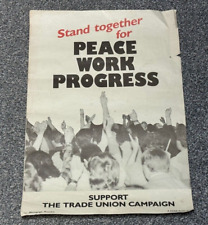 Stand together
for
PEACE
WORK
PROGRESS
SUPPORT
THE TRADE UNION CAMPAIGN